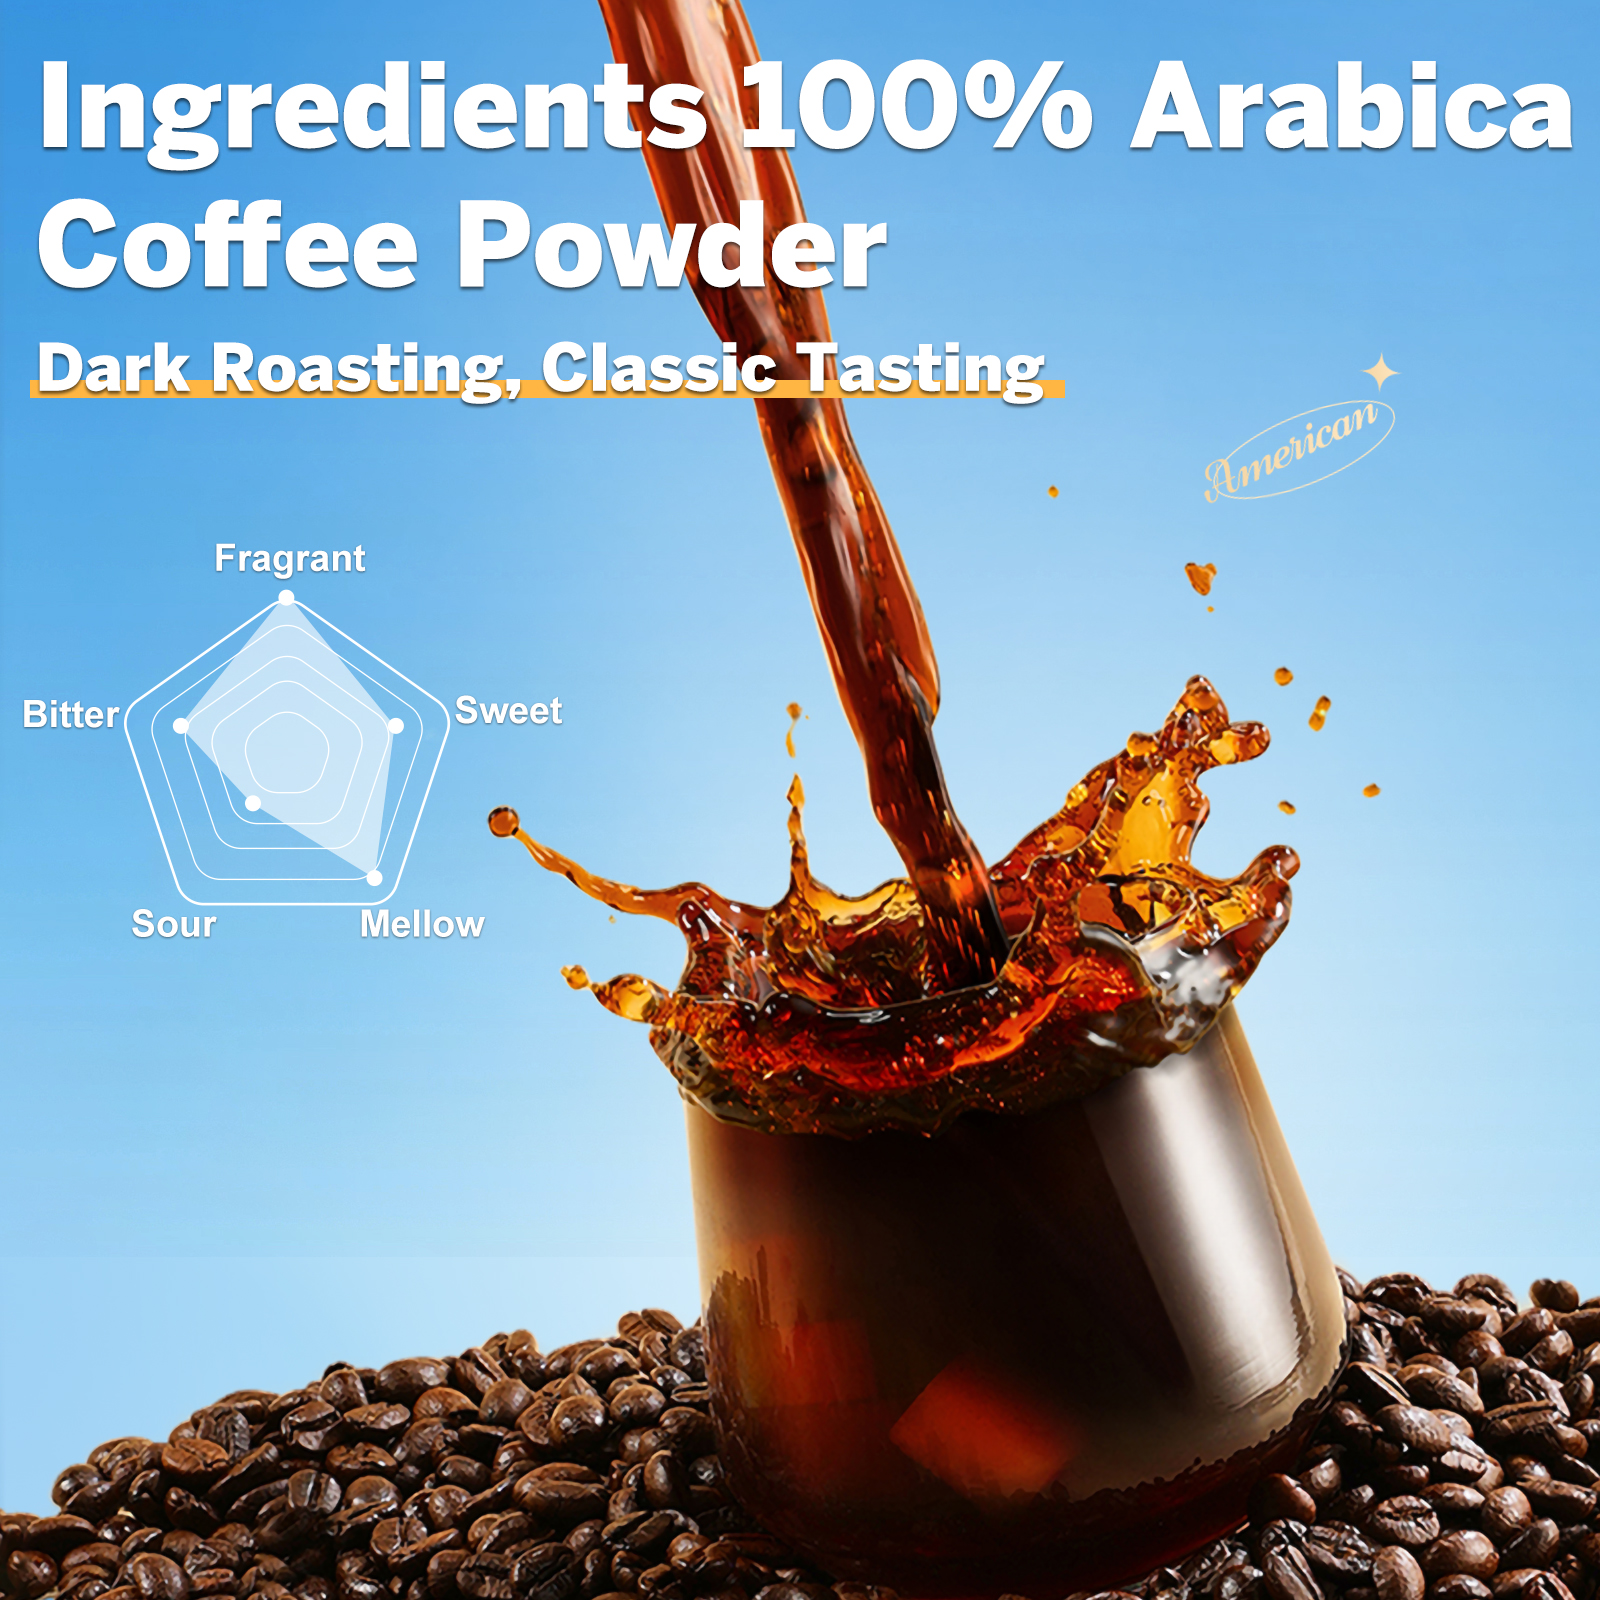 Ingredients 100% Arabica
Coffee Powder
Dark Roasting, Classic Tasting
American
Fragrant
Bitter
Sweet
Sour
Mellow